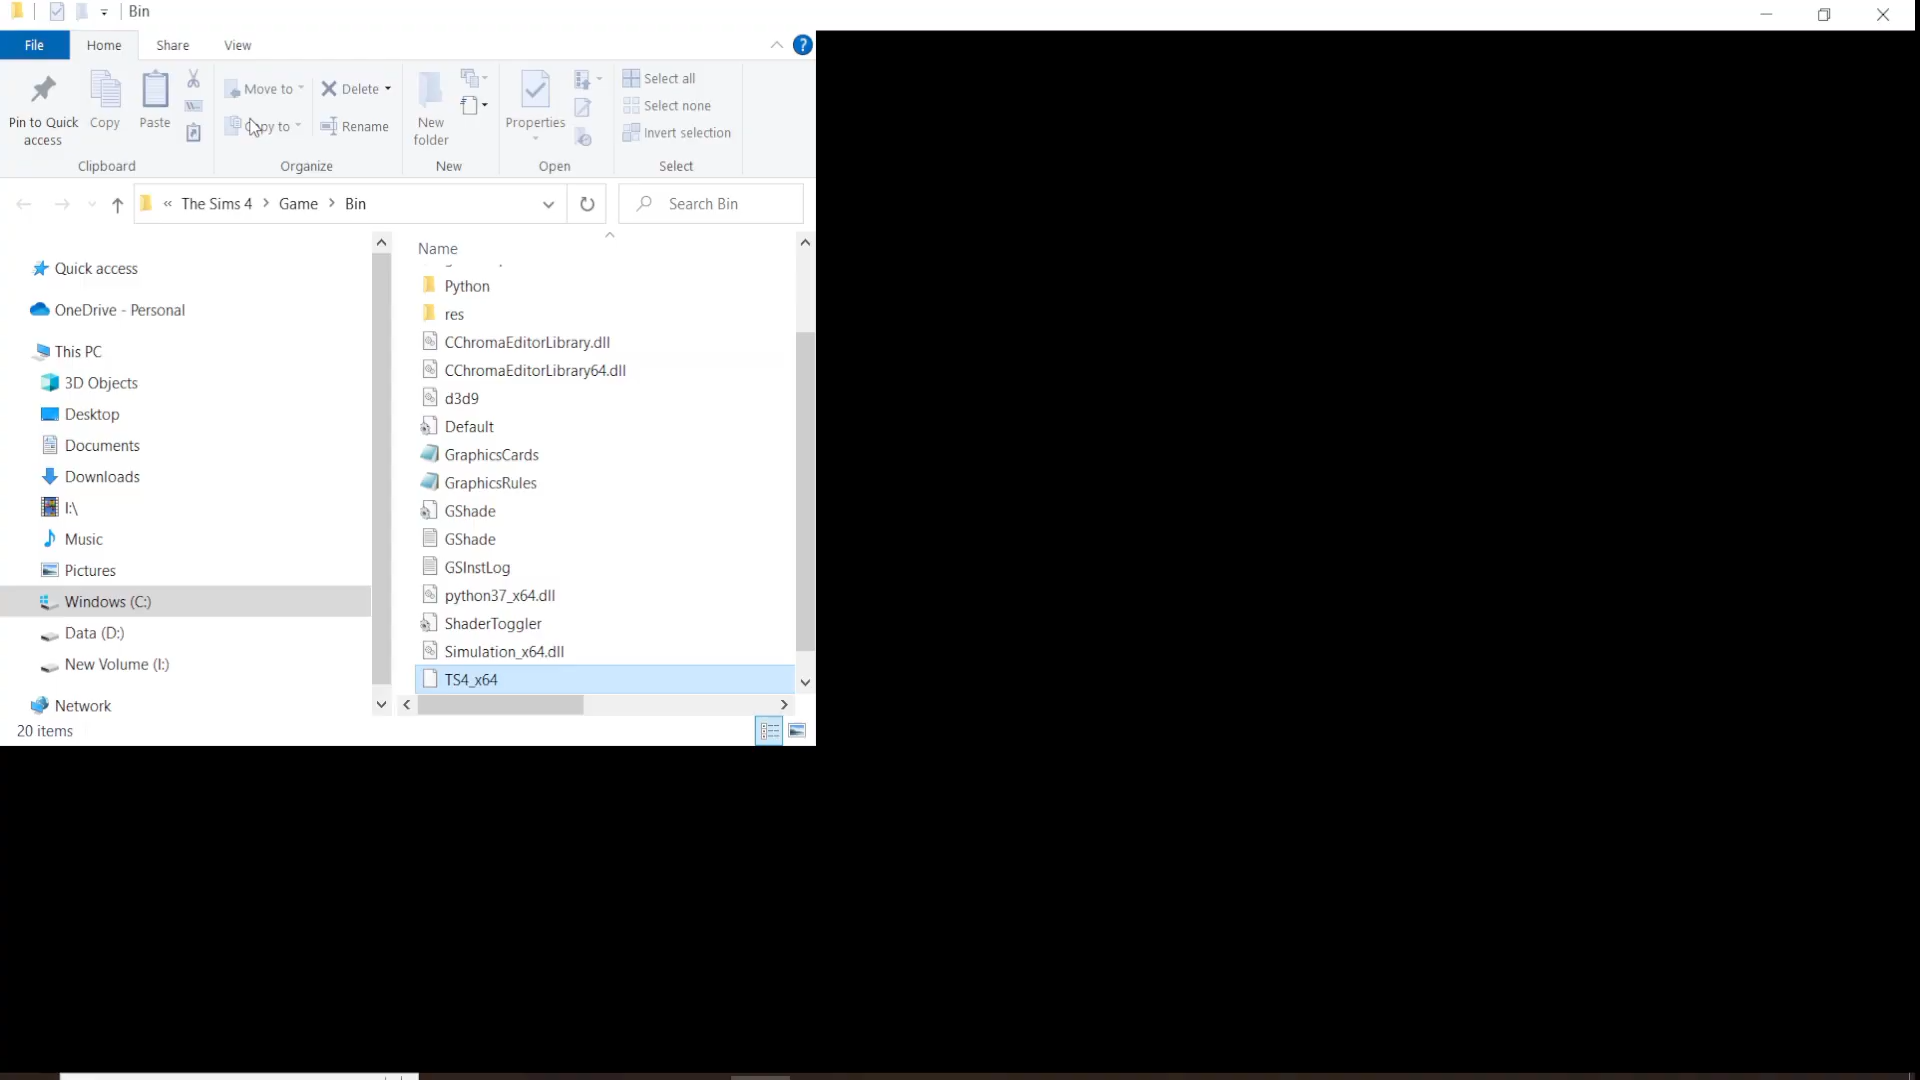 Bin
File Home Share View
Pin to Quick access
Copy
Paste
Move to
Copy to
Delete
Rename
New folder
Properties
Select all
Select none
Invert selection
Clipboard Organize New Open Select
« The Sims 4 > Game > Bin
Search Bin
Quick access
OneDrive - Personal
This PC
3D Objects
Desktop
Documents
Downloads
I:\
Music
Pictures
Windows (C:)
Data (D:)
New Volume (I:)
Network
Name
Python
res
CChromaEditorLibrary.dll
CChromaEditorLibrary64.dll
d3d9
Default
GraphicsCards
GraphicsRules
GShade
GShade
GSInstLog
python37_x64.dll
ShaderToggler
Simulation_x64.dll
TS4_x64
20 items